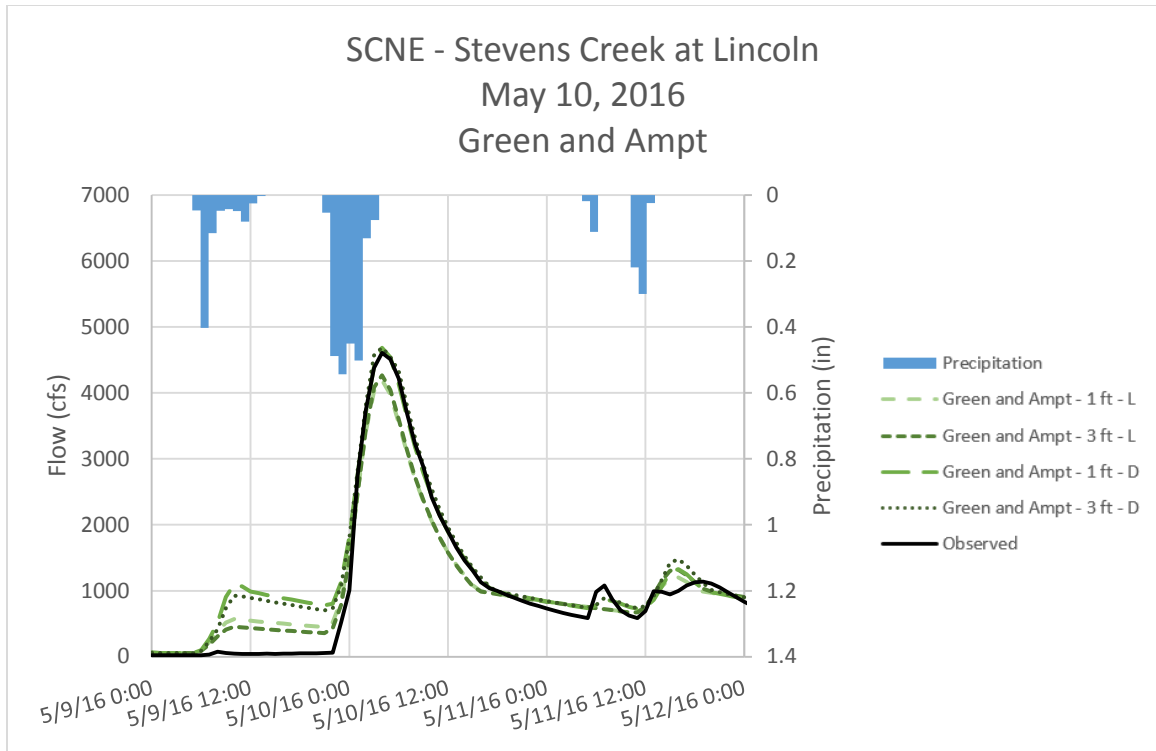 SCNE - Stevens Creek at Lincoln
May 10, 2016
Green and Ampt
7000
6000
5000
4000
3000
2000
1000
0
Flow (cfs)
0
0.2
0.4
0.6
0.8
1
1.2
1.4
Precipitation (in)
5/9/16 0:00
5/9/16 12:00
5/10/16 0:00
5/10/16 12:00
5/11/16 0:00
5/11/16 12:00
5/12/16 0:00
Precipitation
Green and Ampt - 1 ft - L
Green and Ampt - 3 ft - L
Green and Ampt - 1 ft - D
Green and Ampt - 3 ft - D
Observed